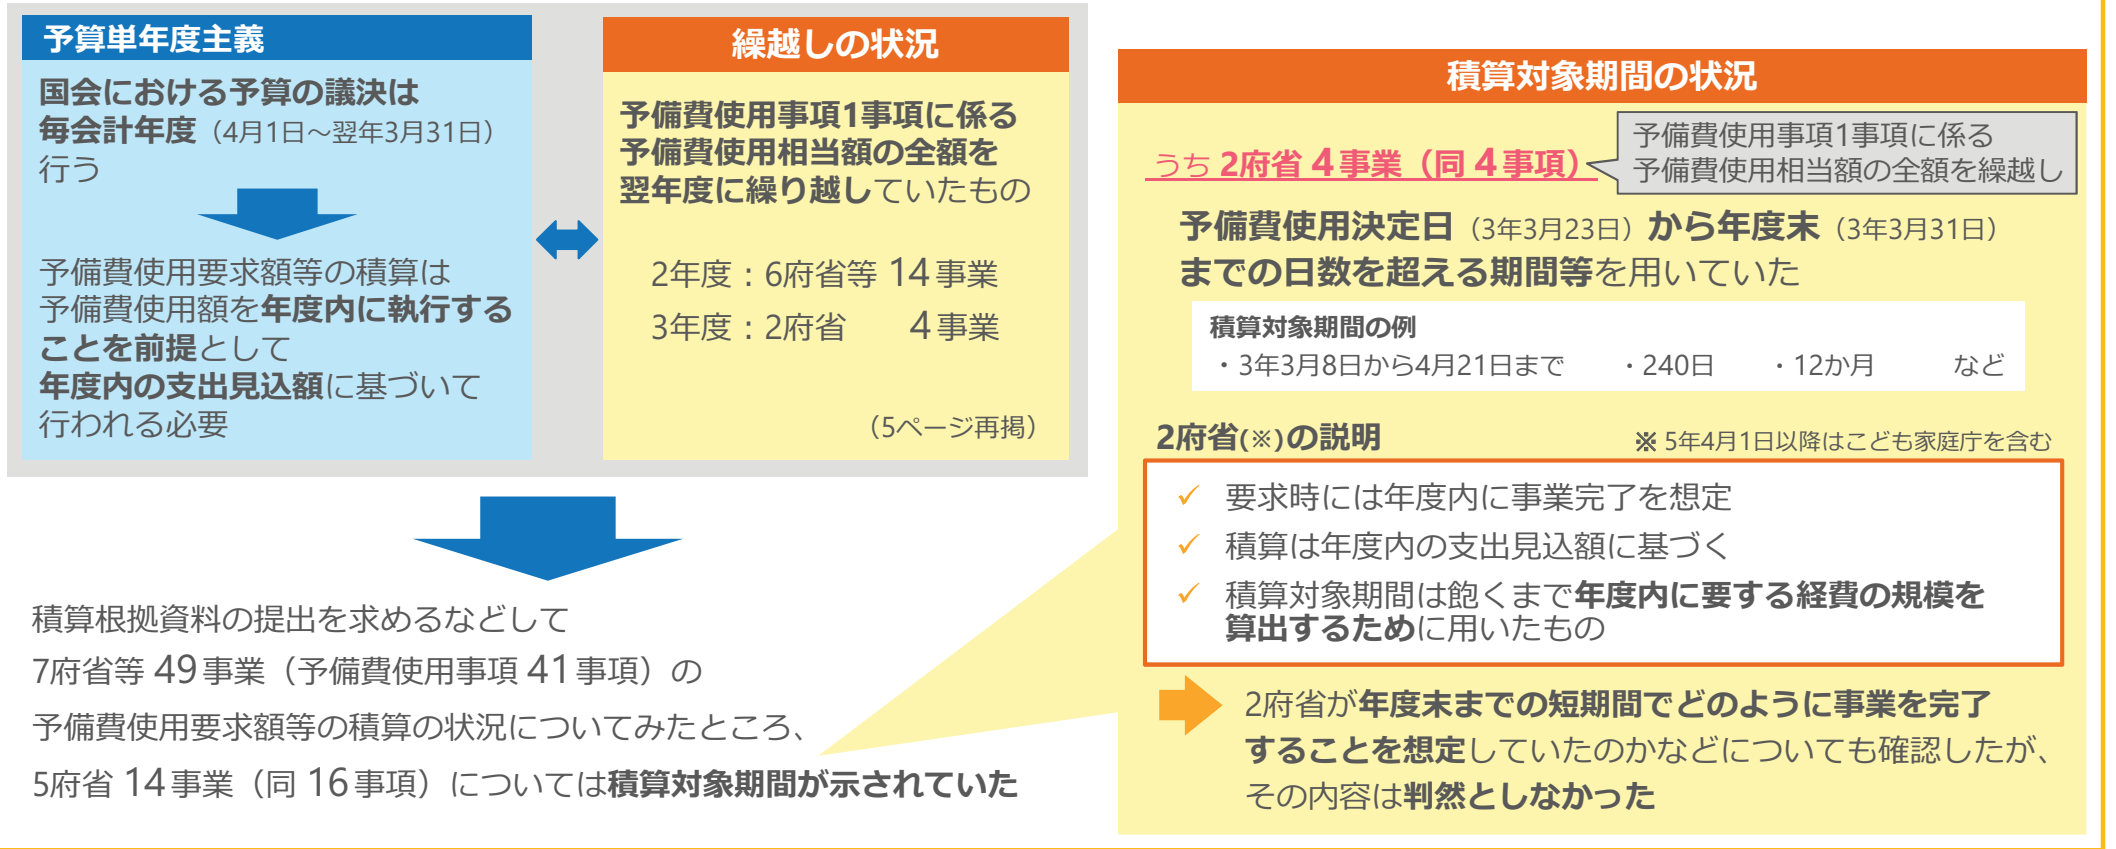 予算単年度主義
国会における予算の議決は
毎会計年度（4月1日～翌年3月31日）
行う
予備費使用要求額等の積算は
予備費使用額を年度内に執行する
ことを前提として
年度内の支出見込額に基づいて
行われる必要
繰越しの状況
予備費使用事項1事項に係る
予備費使用相当額の全額を
翌年度に繰り越していたもの
2年度：6府省等 14事業
3年度：2府省 4事業
（5ページ再掲）
積算根拠資料の提出を求めるなどして
7府省等 49事業（予備費使用事項 41事項）の
予備費使用要求額等の積算の状況についてみたところ、
5府省 14事業（同 16事項）については積算対象期間が示されていた
積算対象期間の状況
うち 2府省 4事業（同 4事項）
予備費使用事項1事項に係る
予備費使用相当額の全額を繰越し
予備費使用決定日（3年3月23日）から年度末（3年3月31日）
までの日数を超える期間等を用いていた
積算対象期間の例
・3年3月8日から4月21日まで ・240日 ・12か月 など
2府省(※)の説明 ※ 5年4月1日以降はこども家庭庁を含む
✓ 要求時には年度内に事業完了を想定
✓ 積算は年度内の支出見込額に基づく
✓ 積算対象期間は飽くまで年度内に要する経費の規模を
算出するために用いたもの
2府省が年度末までの短期間でどのように事業を完了
することを想定していたのかなどについても確認したが、
その内容は判然としなかった